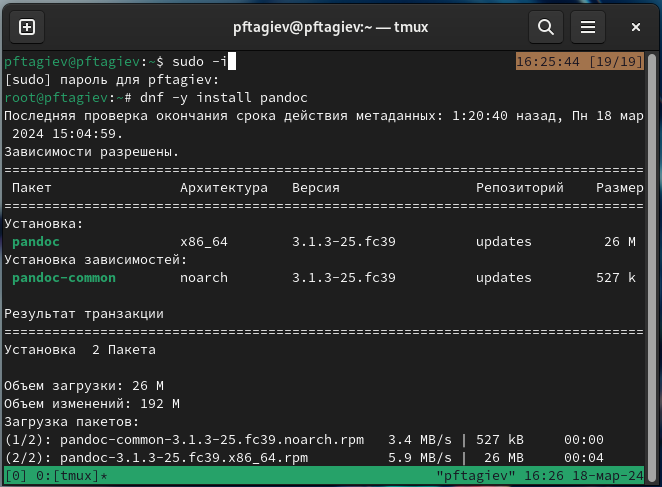 pftagiev@pftagiev:~ — tmux
pftagiev@pftagiev:~$ sudo -i 16:25:44 [19/19]
[sudo] пароль для pftagiev:
root@pftagiev:~# dnf -y install pandoc
Последняя проверка окончания срока действия метаданных: 1:20:40 назад, Пн 18 мар
 2024 15:04:59.
Зависимости разрешены.
================================================================================
 Пакет Архитектура Версия Репозиторий Размер
================================================================================
Установка:
 pandoc x86_64 3.1.3-25.fc39 updates 26 M
Установка зависимостей:
 pandoc-common noarch 3.1.3-25.fc39 updates 527 k
Результат транзакции
================================================================================
Установка  2 Пакета
Объем загрузки: 26 M
Объем изменений: 192 M
Загрузка пакетов:
(1/2): pandoc-common-3.1.3-25.fc39.noarch.rpm 3.4 MB/s | 527 kB 00:00
(2/2): pandoc-3.1.3-25.fc39.x86_64.rpm 5.9 MB/s | 26 MB 00:04
[0] 0:[tmux]* "pftagiev" 16:26 18-мар-24